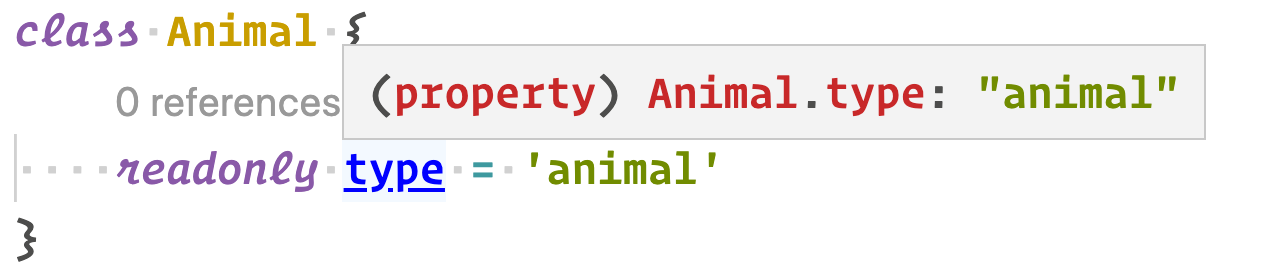 class Animal {
(property) Animal.type: "animal"
0 references
readonly type = 'animal'
}